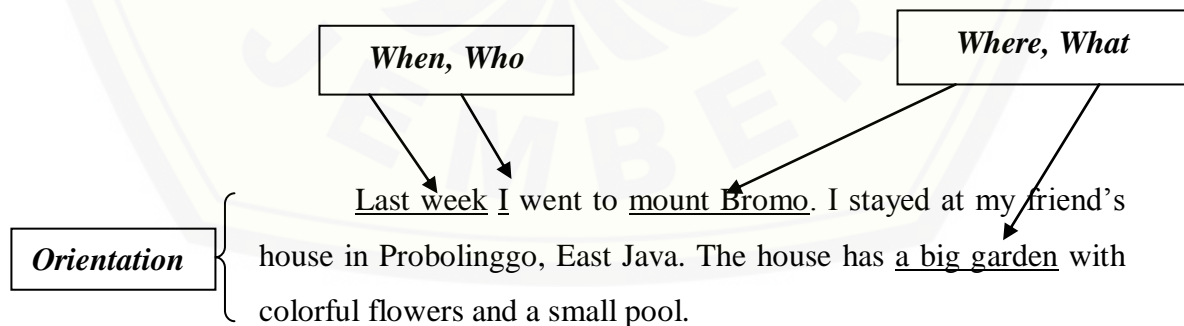 When, Who
Where, What
Last week I went to mount Bromo. I stayed at my friend's
Orientation
house in Probolinggo, East Java. The house has a big garden with
colorful flowers and a small pool.
JEMBER